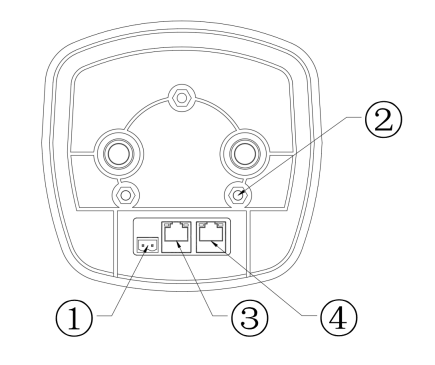 ②
① ③ ④